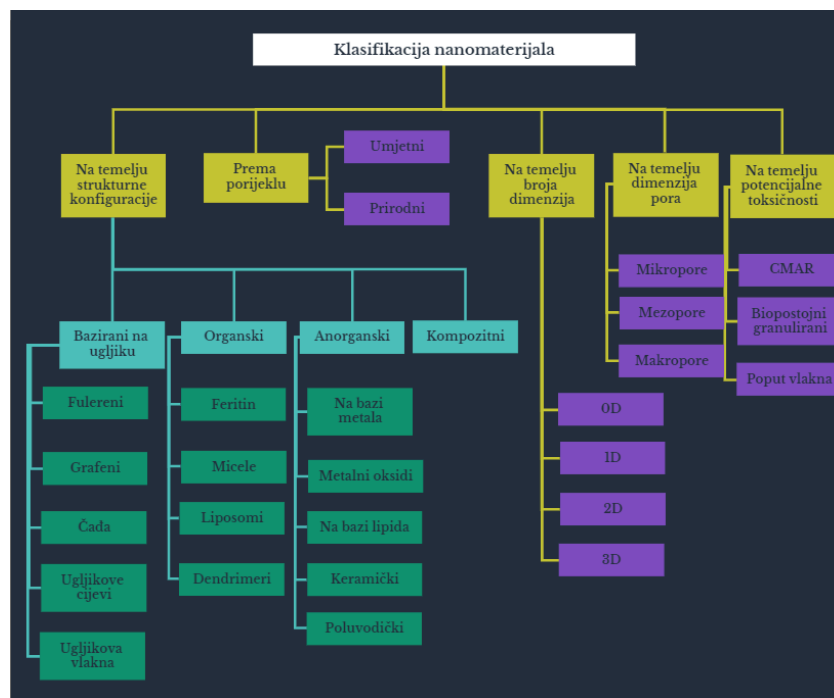 Klasifikacija nanomaterijala
Na temelju
strukturne
konfiguracije
Prema
porijeklu
Umjetni
Prirodni
Na temelju
broja
dimenzija
Na temelju
dimenzija
pora
Na temelju
potencijalne
toksičnosti
Mikropore
Mezopore
Makropore
CMAR
Biopostojni
granulirani
Poput vlakna
Bazirani na
ugljiku
Organski
Anorganski
Kompozitni
Fulereni
Grafeni
Čađa
Ugljikove
cijevi
Ugljikova
vlakna
Feritin
Micele
Liposomi
Dendrimeri
Na bazi
metala
Metalni oksidi
Na bazi lipida
Keramički
Poluvodički
0D
1D
2D
3D